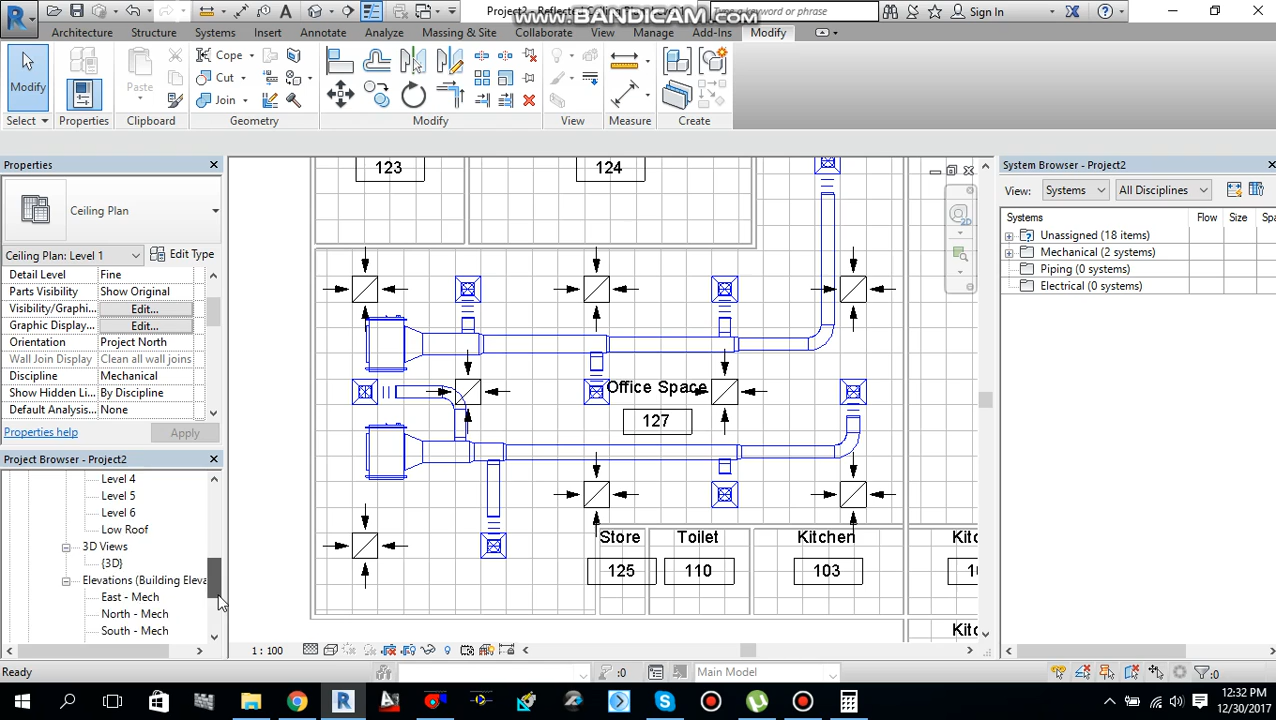 Project2 - Reflected Ceiling Plan
www.BANDICAM.com
pe a keyword or phrase
Sign In
Architecture Structure Systems Insert Annotate Analyze Massing & Site Collaborate View Manage Add-Ins Modify
Modify
Paste
Cope
Cut
Join
Select Properties Clipboard Geometry Modify View Measure Create
Properties
Ceiling Plan
Ceiling Plan: Level 1
Edit Type
Detail Level Fine
Parts Visibility Show Original
Visibility/Graphi... Edit...
Graphic Display... Edit...
Orientation Project North
Wall Join Display Clean all wall joins
Discipline Mechanical
Show Hidden Li... By Discipline
Default Analysis... None
Properties help
Apply
Project Browser - Project2
Level 4
Level 5
Level 6
Low Roof
3D Views
{3D}
Elevations (Building Eleva
East - Mech
North - Mech
South - Mech
123
124
2D
Office Space
127
Store Toilet Kitchen Kitc
125 110 103 10
Kitc
System Browser - Project2
View: Systems All Disciplines
Systems Flow Size Spa
Unassigned (18 items)
Mechanical (2 systems)
Piping (0 systems)
Electrical (0 systems)
1 : 100
Ready
:0
Main Model
:0
12:32 PM
12/30/2017